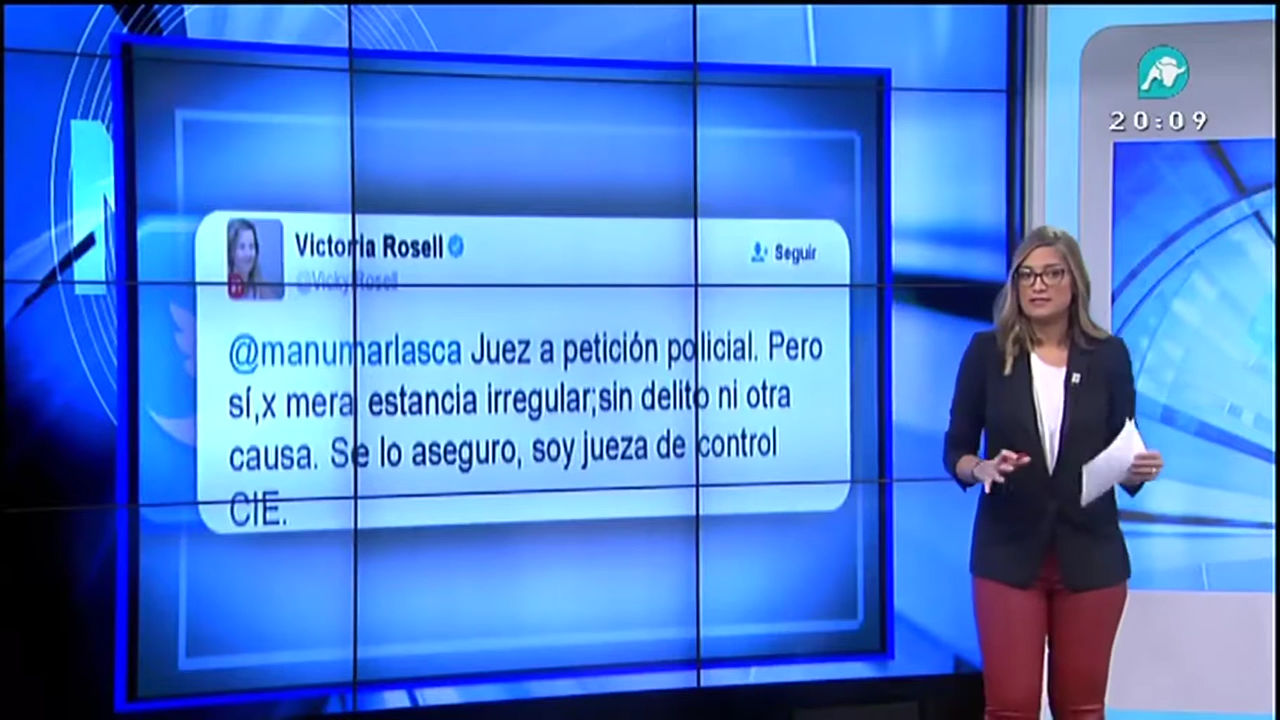 20:09
Victoria Rosell
@VickyRosell
Seguir
@manumarlasca Juez a petición policial. Pero
sí,x mera estancia irregular;sin delito ni otra
causa. Se lo aseguro, soy jueza de control
CIE.